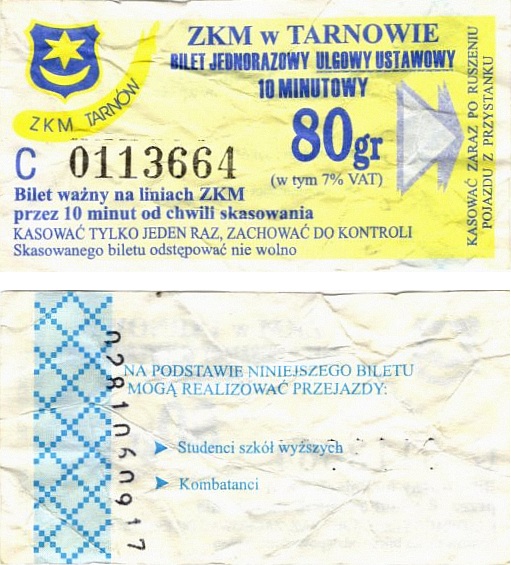 ZKM TARNÓW
ZKM w TARNOWIE
BILET JEDNORAZOWY ULGOWY USTAWOWY
10 MINUTOWY
80gr
(w tym 7% VAT)
C 0113664
Bilet ważny na liniach ZKM
przez 10 minut od chwili skasowania
KASOWAĆ TYLKO JEDEN RAZ, ZACHOWAĆ DO KONTROLI
Skasowanego biletu odstępować nie wolno
KASOWAĆ ZARAZ PO RUSZENIU
POJAZDU Z PRZYSTANKU
NA PODSTAWIE NINIEJSZEGO BILETU
MOGĄ REALIZOWAĆ PRZEJAZDY:
Studenci szkół wyższych
Kombatanci